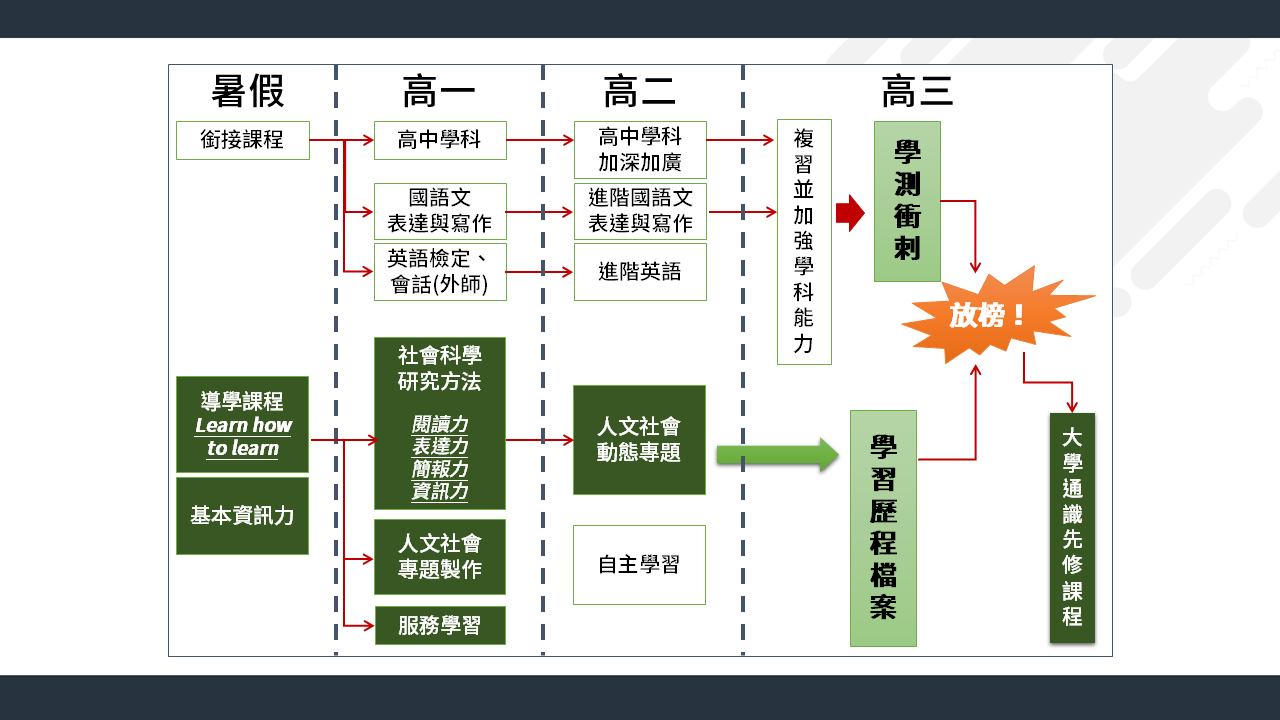 暑假
高一
高二
高三
銜接課程
高中學科
高中學科
加深加廣
國語文
表達與寫作
進階國語文
表達與寫作
英語檢定、
會話(外師)
進階英語
複習並加強學科能力
學測衝刺
放榜！
導學課程
Learn how
to learn
基本資訊力
社會科學
研究方法
閱讀力
表達力
簡報力
資訊力
人文社會
專題製作
服務學習
人文社會
動態專題
自主學習
學習歷程檔案
大學通識先修課程